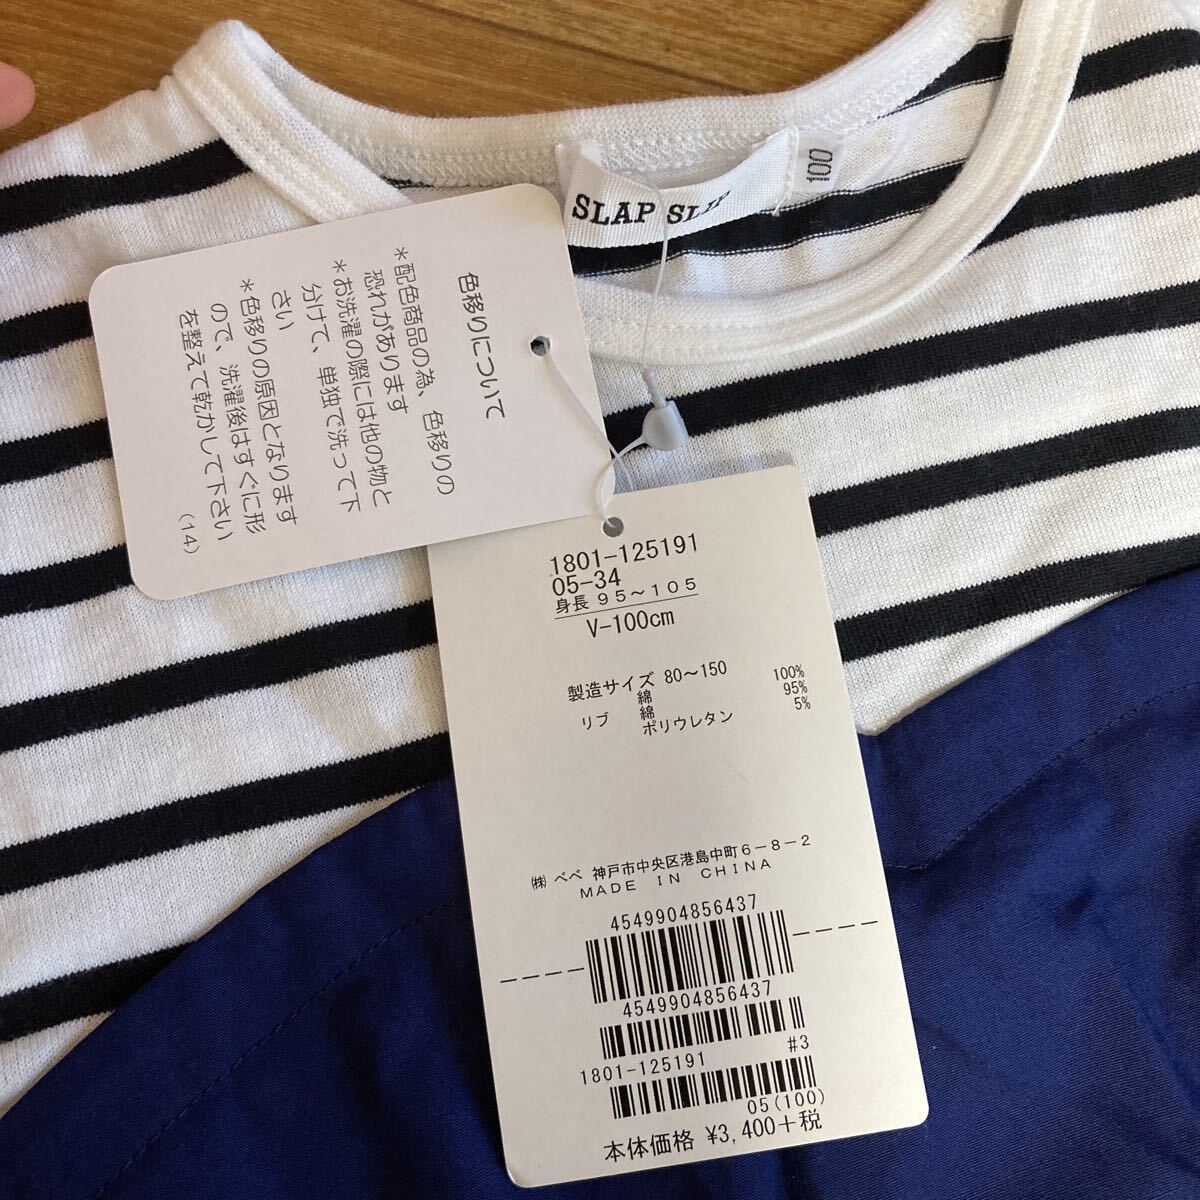 SLAP SLIP
100
色移りについて
*配色商品の為、色移りの
恐れがあります
*お洗濯の際には他の物と
分けて、単独で洗って下
さい
*色移りの原因となります
ので、洗濯後はすぐに形
を整えて乾かして下さい
(14)
1801-125191
05-34
身長 95～105
V-100cm
製造サイズ 80～150
綿 100%
リブ 綿 95%
ポリウレタン 5%
㈱ べべ 神戸市中央区港島中町6-8-2
MADE IN CHINA
4549904856437
4549904856437
#3
1801-125191
05(100)
本体価格 ¥3,400+税